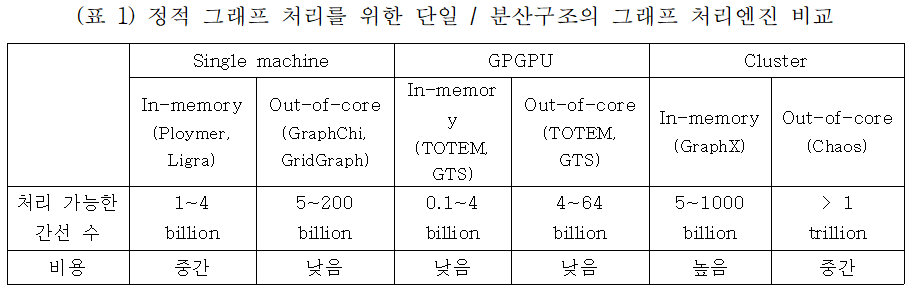 (표 1) 정적 그래프 처리를 위한 단일 / 분산구조의 그래프 처리엔진 비교
Single machine GPGPU Cluster
In-memory
(Ploymer,
Ligra)
Out-of-core
(GraphChi,
GridGraph)
In-memor
y
(TOTEM,
GTS)
Out-of-core
(TOTEM,
GTS)
In-memory
(GraphX)
Out-of-core
(Chaos)
처리 가능한
간선 수
1~4
billion
5~200
billion
0.1~4
billion
4~64
billion
5~1000
billion
> 1
trillion
비용 중간 낮음 낮음 낮음 높음 중간